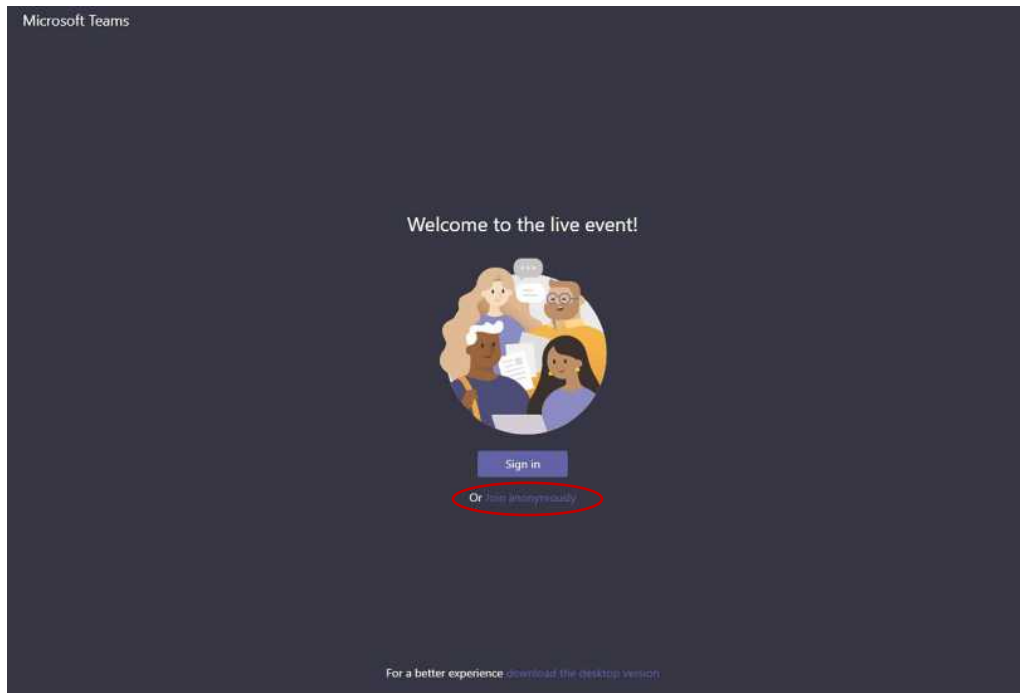 Microsoft Teams
Welcome to the live event!
Sign in
Or Join anonymously
For a better experience download the desktop version